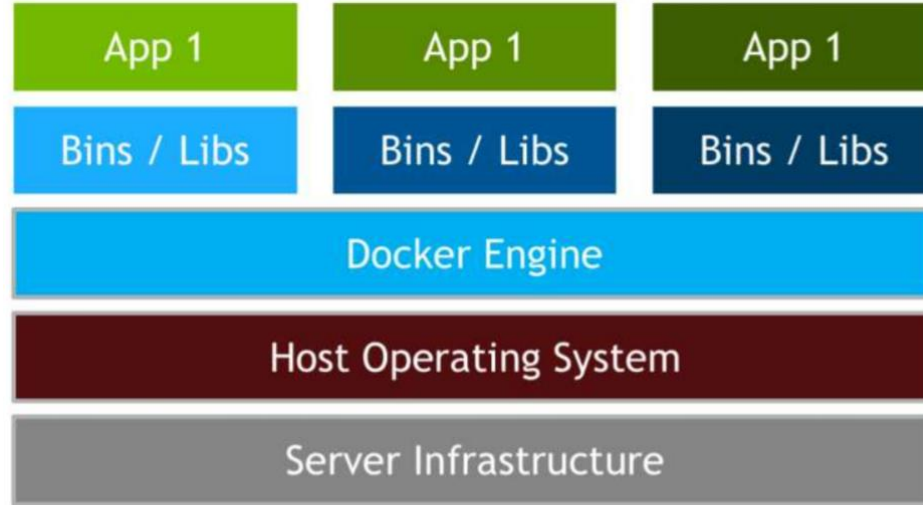 App 1
App 1
App 1
Bins / Libs
Bins / Libs
Bins / Libs
Docker Engine
Host Operating System
Server Infrastructure